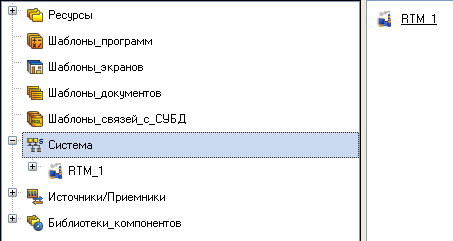 Ресурсы
Шаблоны_программ
Шаблоны_экранов
Шаблоны_документов
Шаблоны_связей_с_СУБД
Система
RTM_1
Источники/Приемники
Библиотеки_компонентов
RTM_1